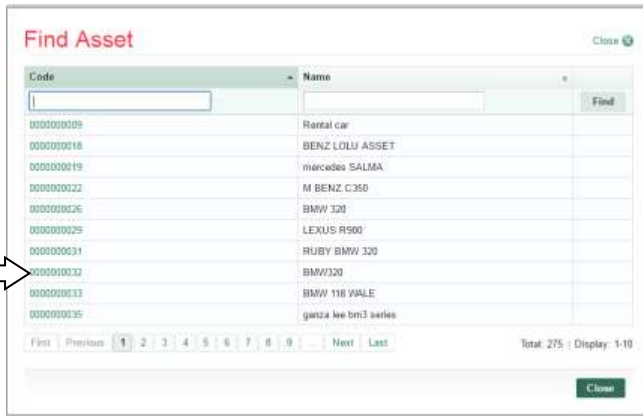 Find Asset
Close
Code Name
Find
0000000009 Rental car
0000000018 BENZ LOLU ASSET
0000000019 mercedes SALMA
0000000022 M BENZ C350
0000000026 BMW 320
0000000029 LEXUS R900
0000000031 RUBY BMW 320
0000000032 BMW320
0000000033 BMW 118 WALE
0000000035 ganza lee bm3 series
First Previous 1 2 3 4 5 6 7 8 9 ... Next Last Total: 275 | Display: 1-10
Close